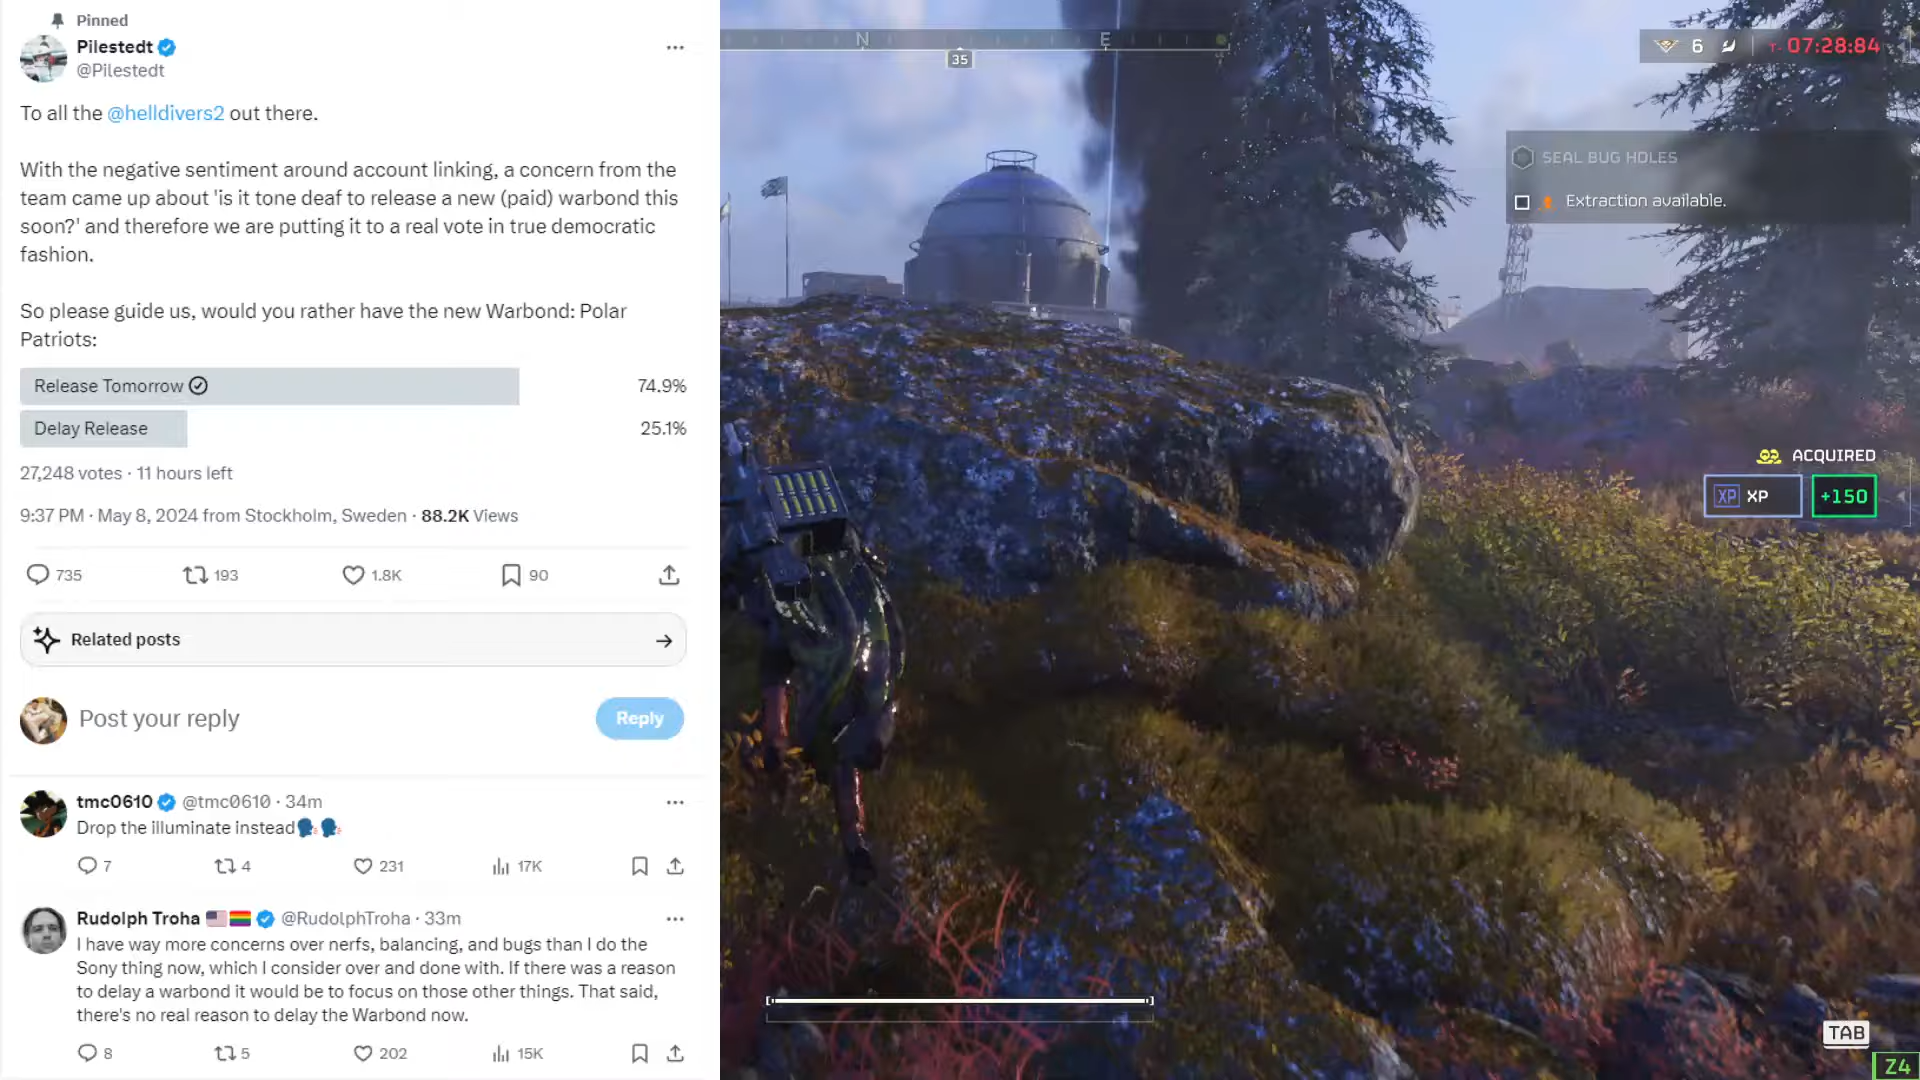 Pinned
Pilestedt
@Pilestedt
To all the @helldivers2 out there.
With the negative sentiment around account linking, a concern from the
team came up about 'is it tone deaf to release a new (paid) warbond this
soon?' and therefore we are putting it to a real vote in true democratic
fashion.
So please guide us, would you rather have the new Warbond: Polar
Patriots:
Release Tomorrow 74.9%
Delay Release 25.1%
27,248 votes · 11 hours left
9:37 PM · May 8, 2024 from Stockholm, Sweden · 88.2K Views
735 193 1.8K 90
Related posts
Post your reply
Reply
tmc0610 @tmc0610 · 34m
Drop the illuminate instead
7 4 231 17K
Rudolph Troha @RudolphTroha · 33m
I have way more concerns over nerfs, balancing, and bugs than I do the
Sony thing now, which I consider over and done with. If there was a reason
to delay a warbond it would be to focus on those other things. That said,
there's no real reason to delay the Warbond now.
8 5 202 15K
N E
35
6 T- 07:28:84
SEAL BUG HOLES
Extraction available.
ACQUIRED
XP XP +150
TAB
Z4